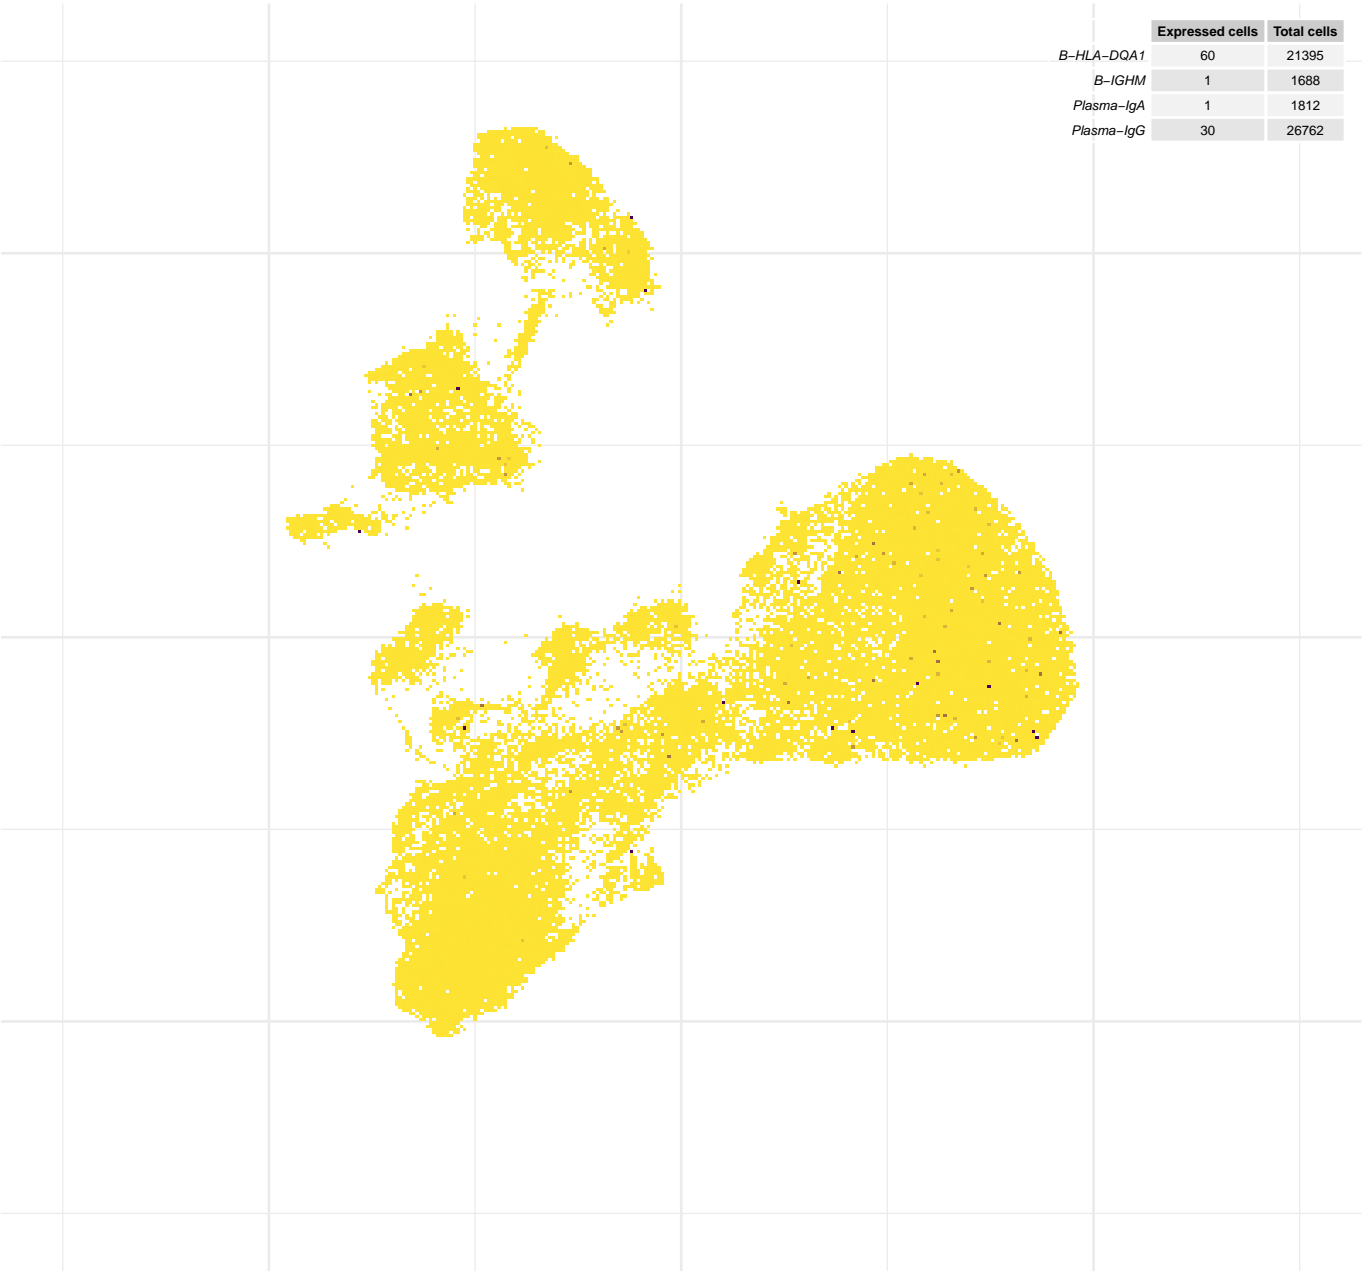 Expressed cells Total cells
B−HLA−DQA1 60 21395
B−IGHM 1 1688
Plasma−IgA 1 1812
Plasma−IgG 30 26762